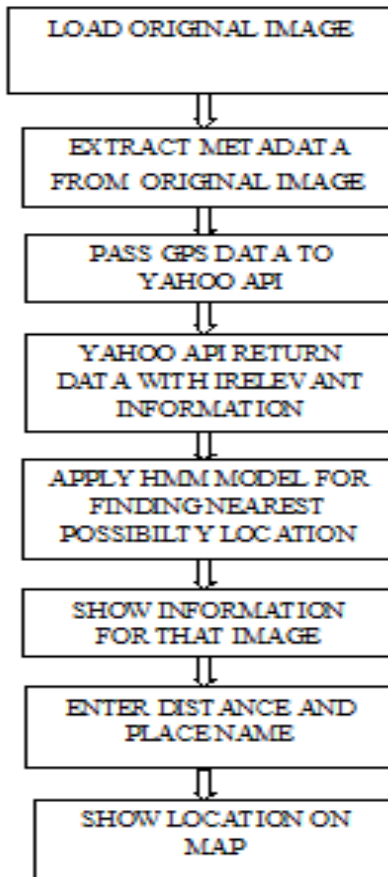 LOAD ORIGINAL IMAGE
EXTRACT METADATA
FROM ORIGINAL IMAGE
PASS GPS DATA TO
YAHOO API
YAHOO API RETURN
DATA WITH IRELEVANT
INFORMATION
APPLY HMM MODEL FOR
FINDING NEAREST
POSSIBILTY LOCATION
SHOW INFORMATION
FOR THAT IMAGE
ENTER DISTANCE AND
PLACE NAME
SHOW LOCATION ON
MAP